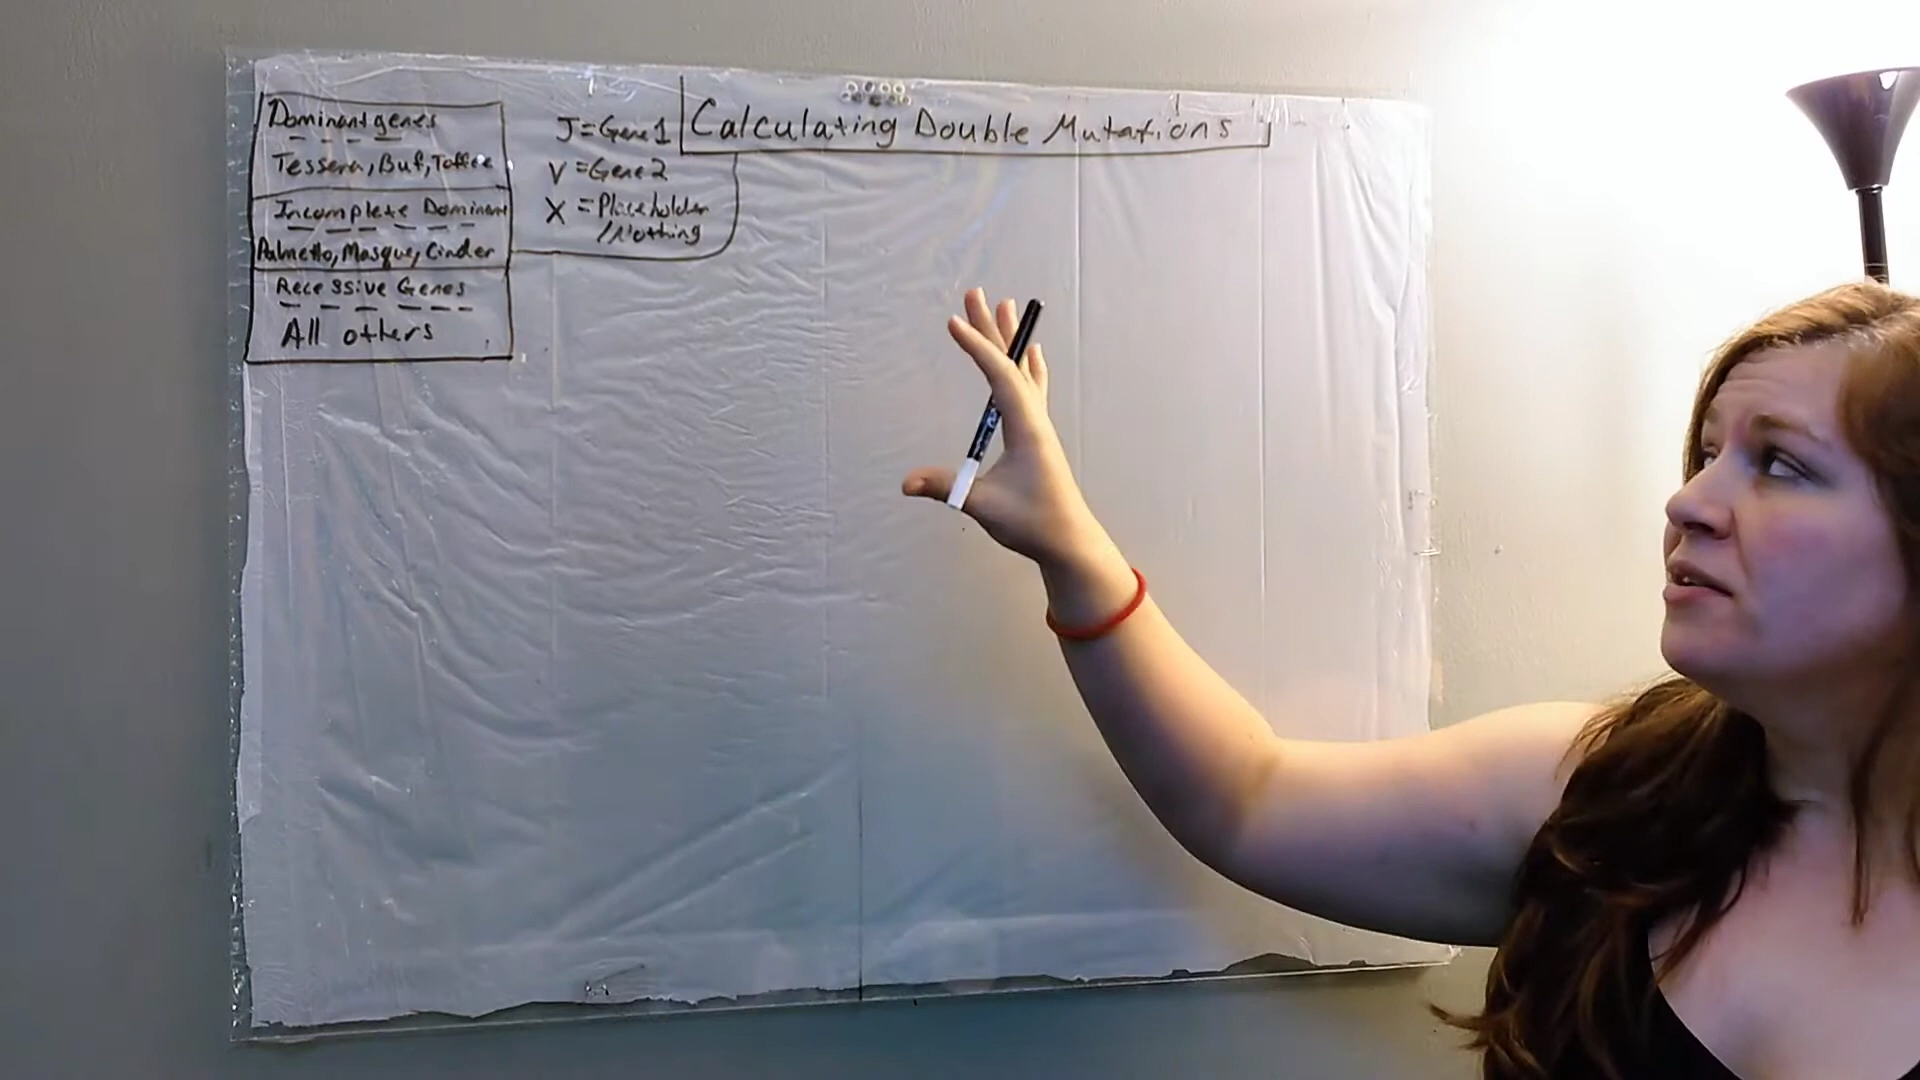 Dominant genes
Tessera, Buf, Toffee
Incomplete Dominant
Palmetto, Masque, Cinder
Recessive Genes
All others
J = Gene 1
V = Gene 2
X = Placeholder
/Nothing
Calculating Double Mutations